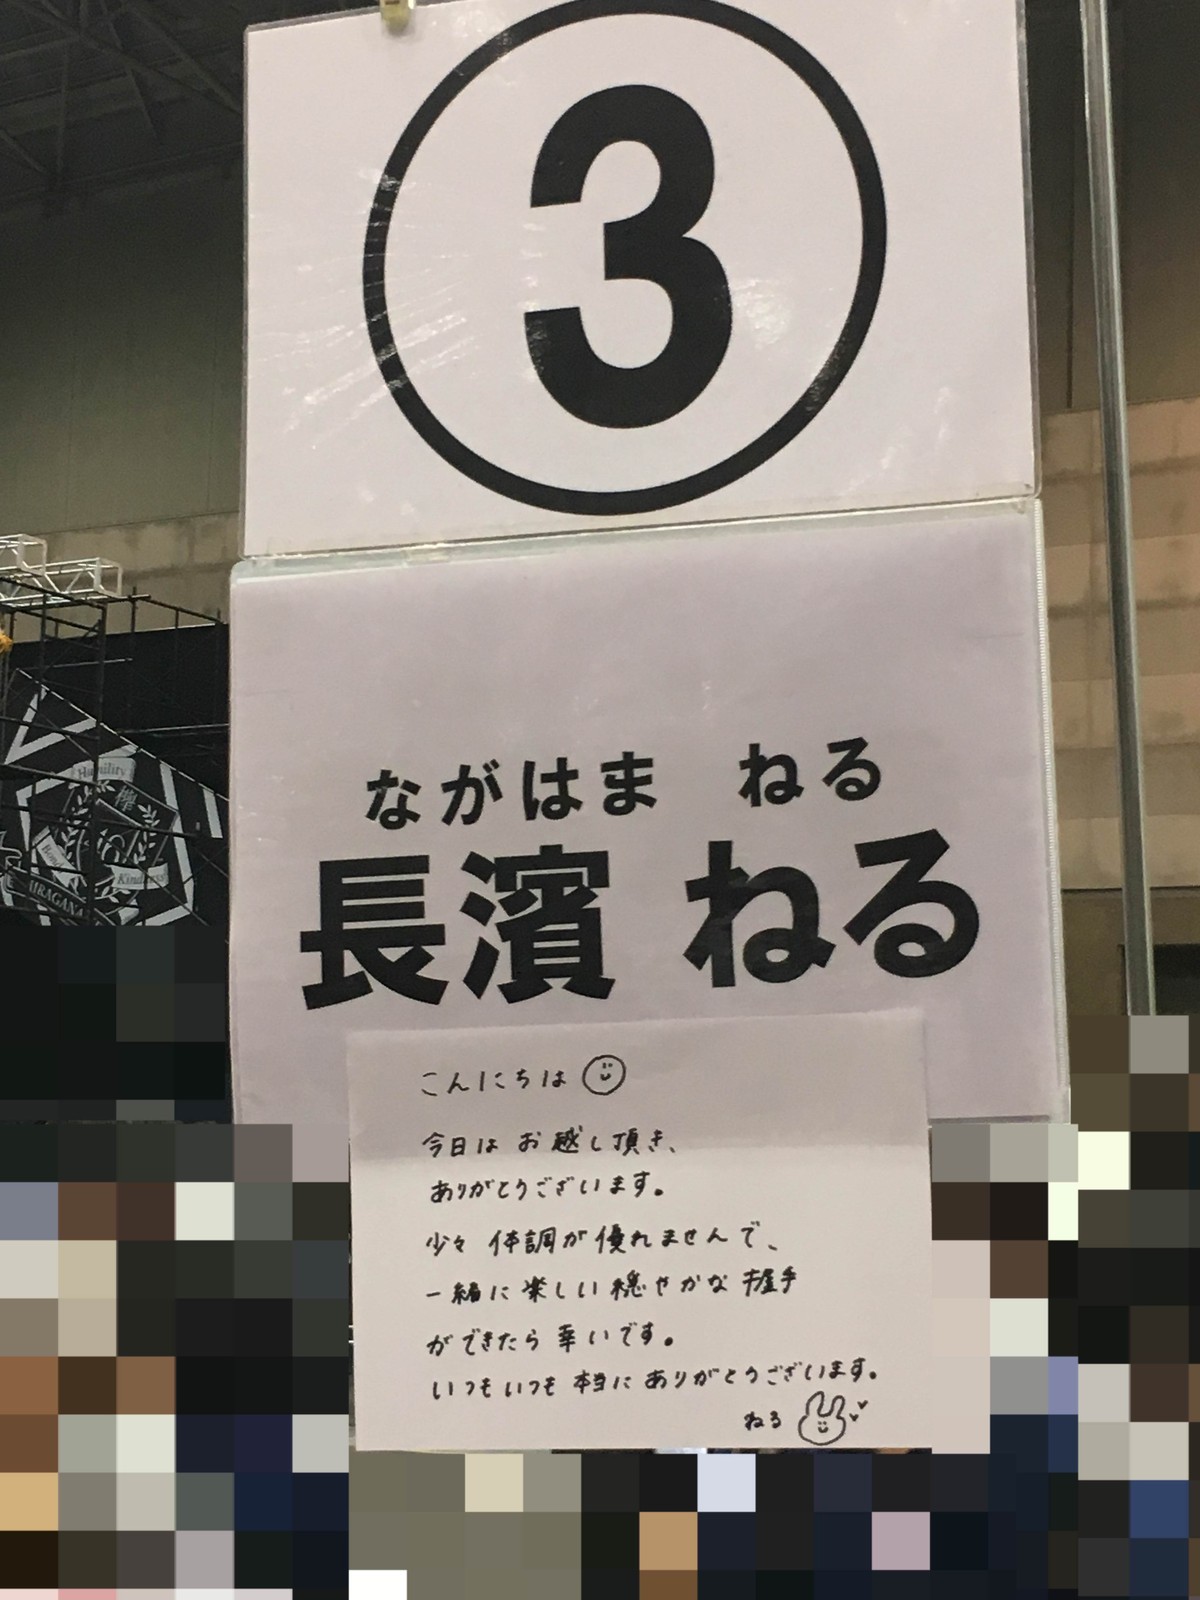 3
ながはま ねる
長濱 ねる
こんにちは
今日は お越し頂き、
ありがとうございます。
少々 体調が優れませんで、
一緒に 楽しい 穏やかな 握手
ができたら 幸いです。
いつもいつも 本当に ありがとうございます。
ねる
Humility
欅
Kindness
HIRAGANA